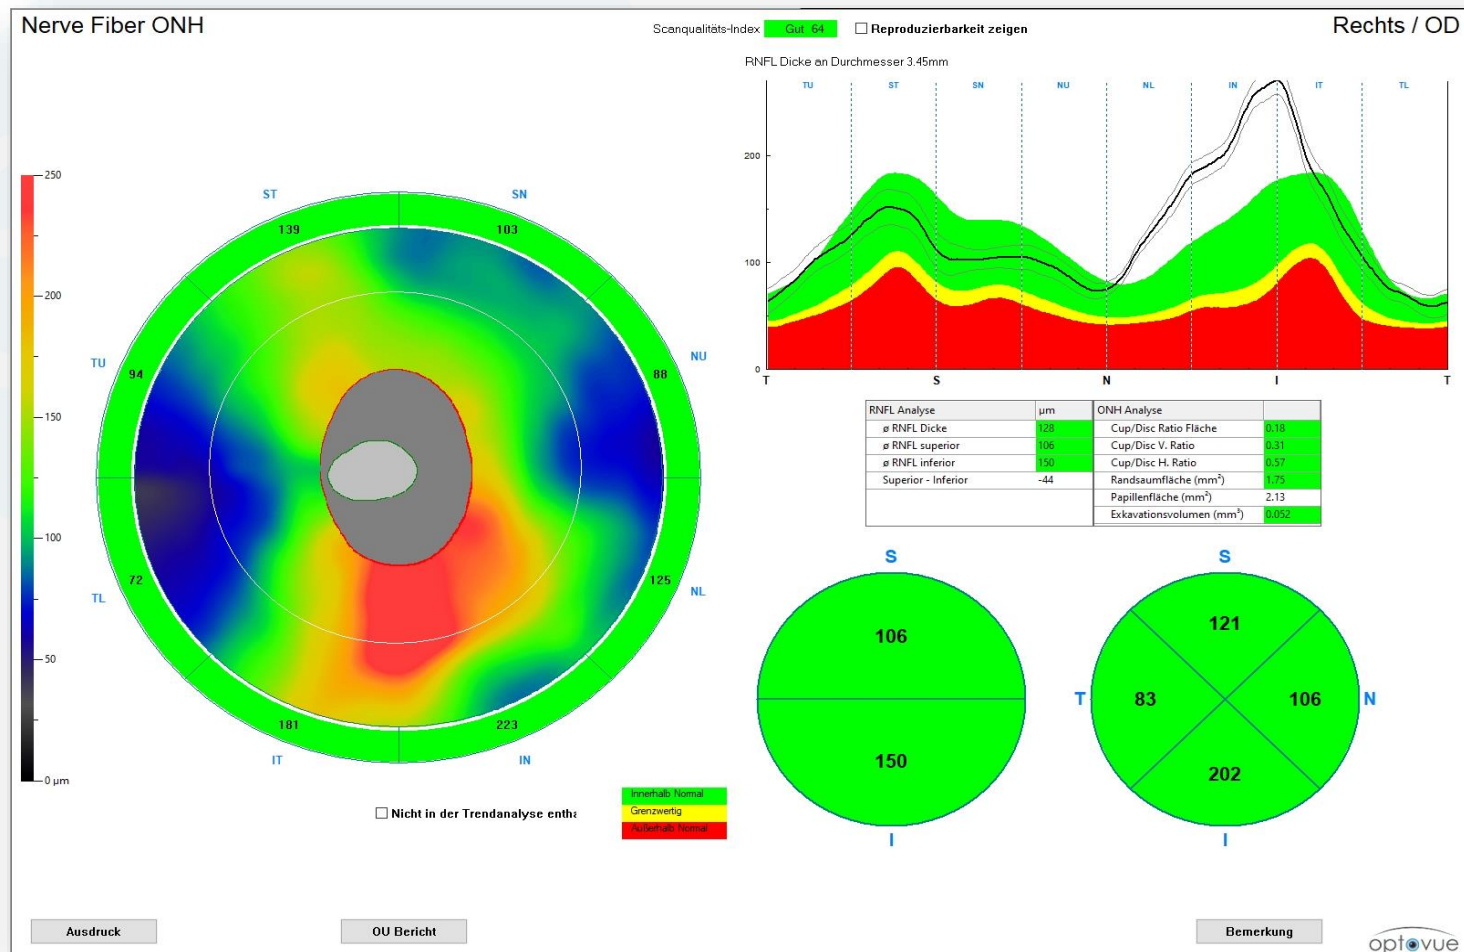 Nerve Fiber ONH
Scanqualitäts-Index Gut 64 Reproduzierbarkeit zeigen
Rechts / OD
RNFL Dicke an Durchmesser 3.45mm
TU ST SN NU NL IN IT TL
200
100
0
T S N I T
250
200
150
100
50
0 µm
ST SN
139 103
TU NU
94 88
72 125
TL NL
181 223
IT IN
RNFL Analyse µm
ø RNFL Dicke 128
ø RNFL superior 106
ø RNFL inferior 150
Superior - Inferior -44
ONH Analyse
Cup/Disc Ratio Fläche 0.18
Cup/Disc V. Ratio 0.31
Cup/Disc H. Ratio 0.57
Randsaumfläche (mm²) 1.75
Papillenfläche (mm²) 2.13
Exkavationsvolumen (mm³) 0.052
S
106
150
I
S
121
T 83 106 N
202
I
Nicht in der Trendanalyse entha
Innerhalb Normal
Grenzwertig
Außerhalb Normal
Ausdruck
OU Bericht
Bemerkung
optovue